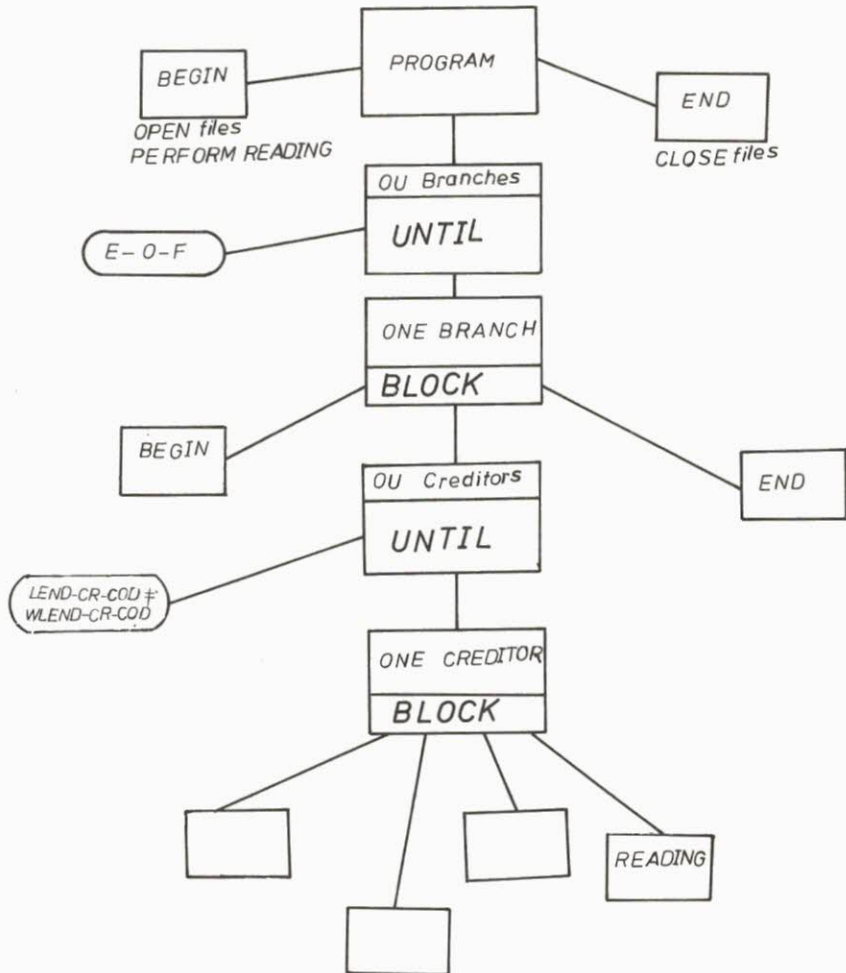 BEGIN
PROGRAM
END
OPEN files
PERFORM READING
CLOSE files
OU Branches
UNTIL
E-O-F
ONE BRANCH
BLOCK
BEGIN
END
OU Creditors
UNTIL
LEND-CR-COD ≠
WLEND-CR-COD
ONE CREDITOR
BLOCK
READING